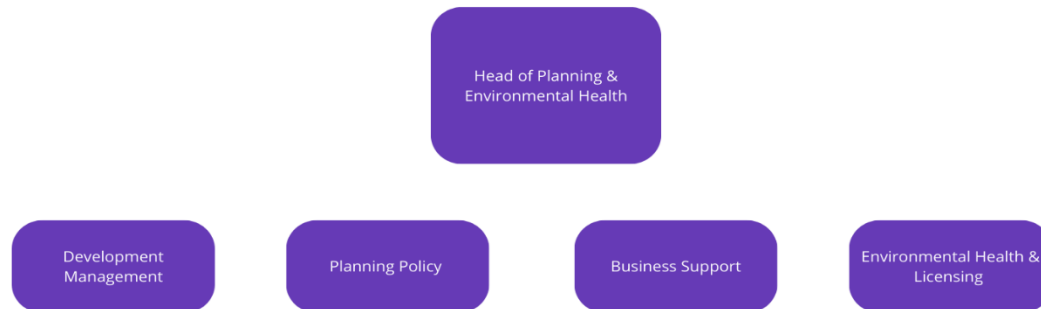 Head of Planning &
Environmental Health
Development
Management
Planning Policy
Business Support
Environmental Health &
Licensing